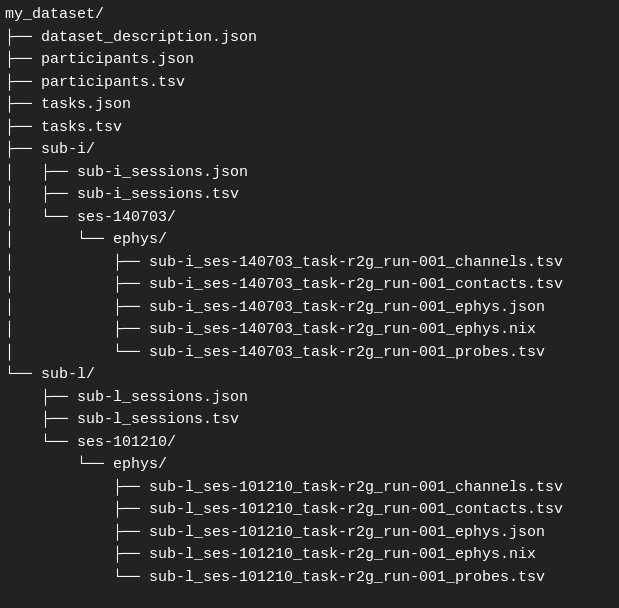 my_dataset/
├── dataset_description.json
├── participants.json
├── participants.tsv
├── tasks.json
├── tasks.tsv
├── sub-i/
│   ├── sub-i_sessions.json
│   ├── sub-i_sessions.tsv
│   └── ses-140703/
│       └── ephys/
│           ├── sub-i_ses-140703_task-r2g_run-001_channels.tsv
│           ├── sub-i_ses-140703_task-r2g_run-001_contacts.tsv
│           ├── sub-i_ses-140703_task-r2g_run-001_ephys.json
│           ├── sub-i_ses-140703_task-r2g_run-001_ephys.nix
│           └── sub-i_ses-140703_task-r2g_run-001_probes.tsv
└── sub-l/
    ├── sub-l_sessions.json
    ├── sub-l_sessions.tsv
    └── ses-101210/
        └── ephys/
            ├── sub-l_ses-101210_task-r2g_run-001_channels.tsv
            ├── sub-l_ses-101210_task-r2g_run-001_contacts.tsv
            ├── sub-l_ses-101210_task-r2g_run-001_ephys.json
            ├── sub-l_ses-101210_task-r2g_run-001_ephys.nix
            └── sub-l_ses-101210_task-r2g_run-001_probes.tsv